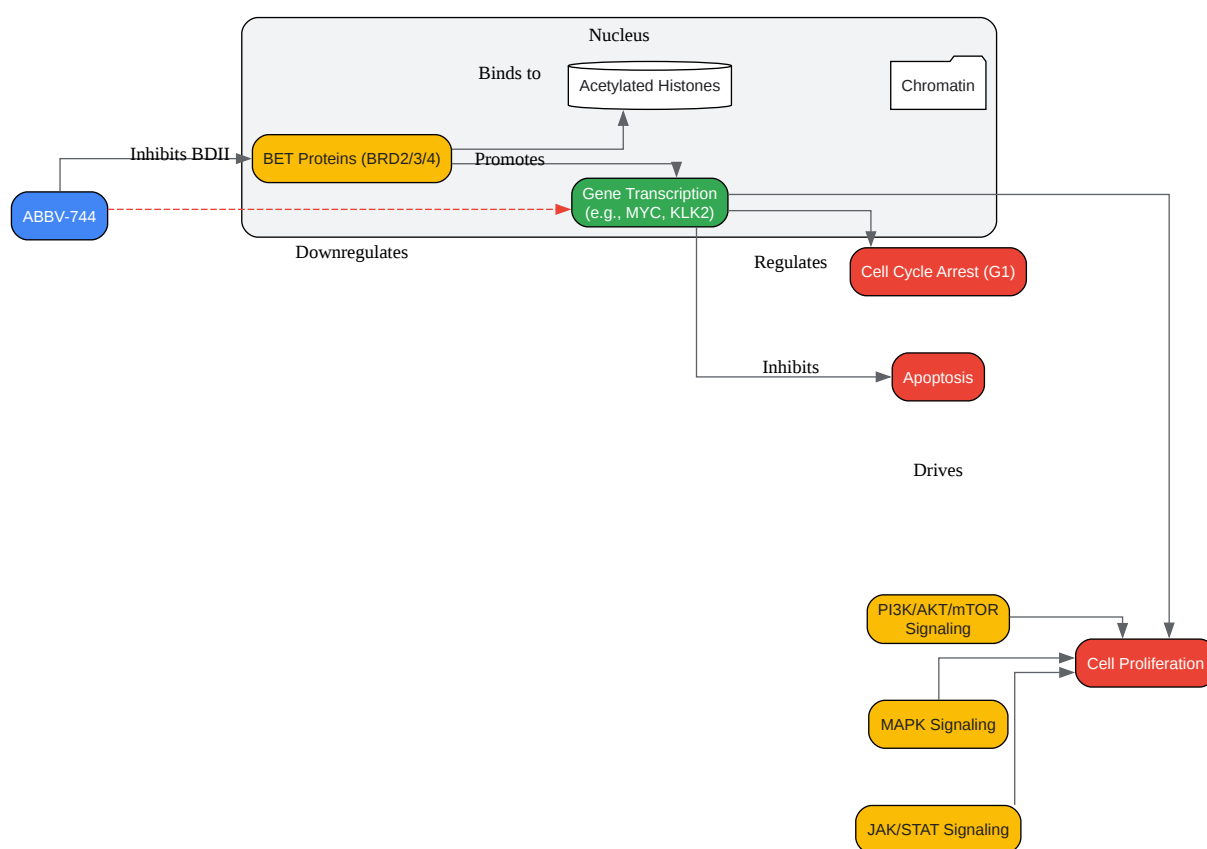 Nucleus
Binds to
Acetylated Histones
Chromatin
Inhibits BDII
BET Proteins (BRD2/3/4)
Promotes
ABBV-744
Gene Transcription
(e.g., MYC, KLK2)
Downregulates
Regulates
Cell Cycle Arrest (G1)
Inhibits
Apoptosis
Drives
PI3K/AKT/mTOR
Signaling
Cell Proliferation
MAPK Signaling
JAK/STAT Signaling